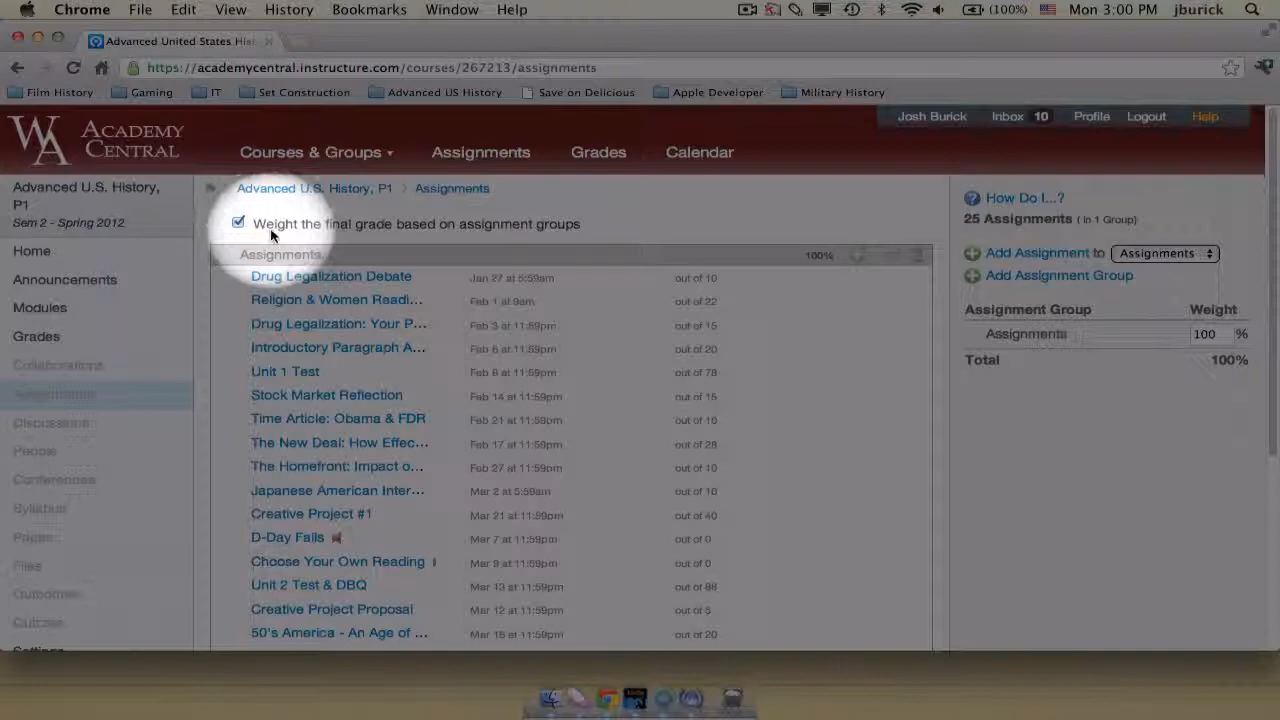 Chrome File Edit View History Bookmarks Window Help (100%) Mon 3:00 PM jburick
Advanced United States His
https://academycentral.instructure.com/courses/267213/assignments
Film History Gaming IT Set Construction Advanced US History Save on Delicious Apple Developer Military History
Josh Burick Inbox 10 Profile Logout Help
WA ACADEMY CENTRAL
Courses & Groups Assignments Grades Calendar
Advanced U.S. History, P1
Sem 2 - Spring 2012
Home
Announcements
Modules
Grades
Collaborations
Assignments
Discussions
People
Conferences
Syllabus
Pages
Files
Outcomes
Quizzes
Settings
Advanced U.S. History, P1 > Assignments
Weight the final grade based on assignment groups
Assignments 100%
Drug Legalization Debate Jan 27 at 5:59am out of 10
Religion & Women Readi... Feb 1 at 9am out of 22
Drug Legalization: Your P... Feb 3 at 11:59pm out of 15
Introductory Paragraph A... Feb 6 at 11:59pm out of 20
Unit 1 Test Feb 8 at 11:59pm out of 78
Stock Market Reflection Feb 14 at 11:59pm out of 15
Time Article: Obama & FDR Feb 21 at 11:59pm out of 10
The New Deal: How Effec... Feb 17 at 11:59pm out of 28
The Homefront: Impact o... Feb 27 at 11:59pm out of 10
Japanese American Inter... Mar 2 at 5:59am out of 10
Creative Project #1 Mar 21 at 11:59pm out of 40
D-Day Fails Mar 7 at 11:59pm out of 0
Choose Your Own Reading Mar 9 at 11:59pm out of 0
Unit 2 Test & DBQ Mar 13 at 11:59pm out of 98
Creative Project Proposal Mar 12 at 11:59pm out of 5
50's America - An Age of ... Mar 16 at 11:59pm out of 20
How Do I...?
25 Assignments ( in 1 Group)
Add Assignment to Assignments
Add Assignment Group
Assignment Group Weight
Assignments 100 %
Total 100%